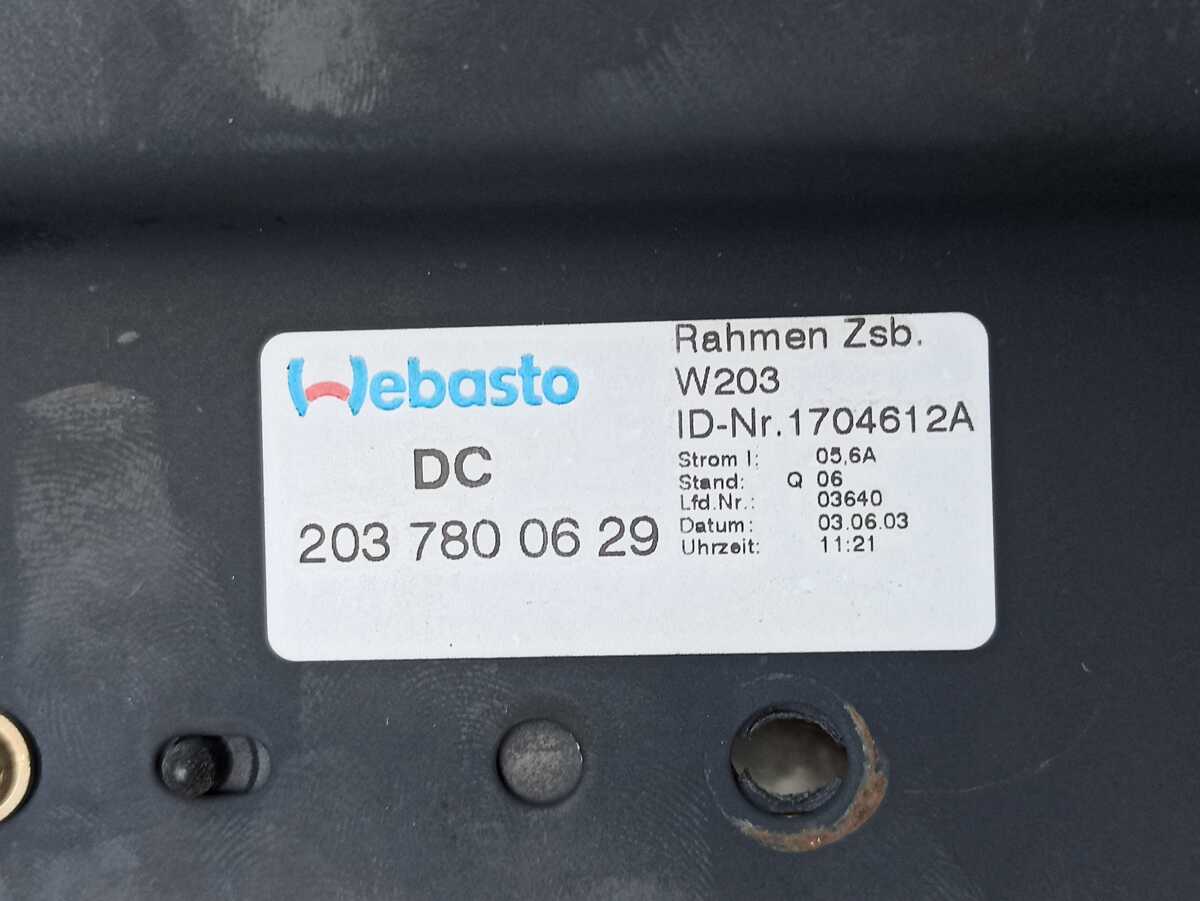 Webasto
DC
203 780 06 29
Rahmen Zsb.
W203
ID-Nr.1704612A
Strom I: 05,6A
Stand: Q 06
Lfd.Nr.: 03640
Datum: 03.06.03
Uhrzeit: 11:21